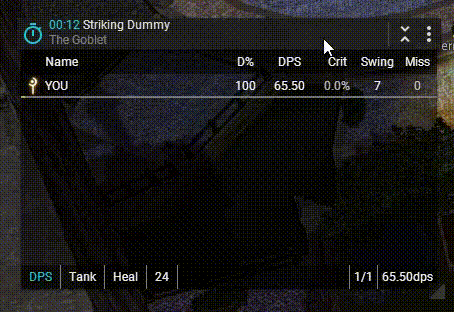 00:12 Striking Dummy
The Goblet
Name D% DPS Crit Swing Miss
YOU 100 65.50 0.0% 7 0
DPS Tank Heal 24 1/1 65.50dps